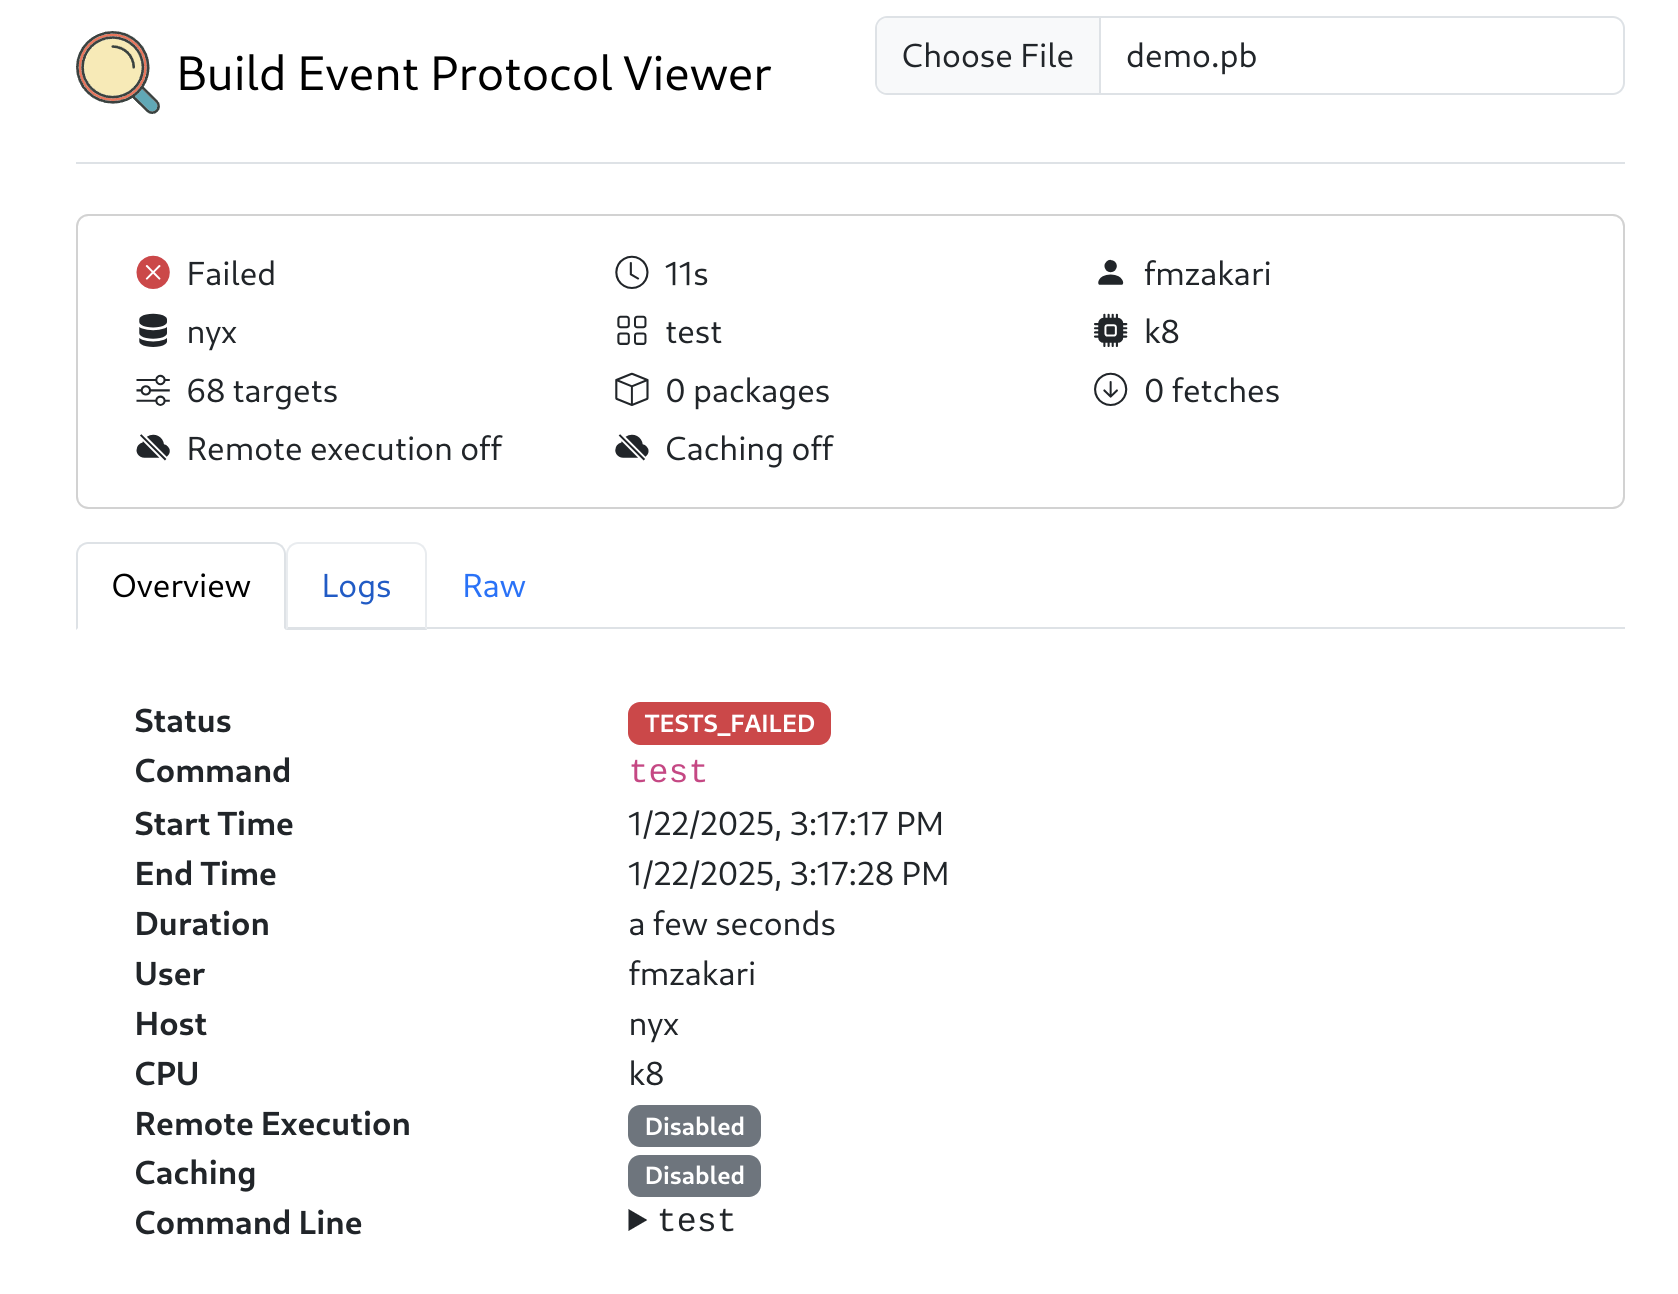 Build Event Protocol Viewer
Choose File demo.pb
Failed 11s fmzakari
nyx test k8
68 targets 0 packages 0 fetches
Remote execution off Caching off
Overview Logs Raw
Status TESTS_FAILED
Command test
Start Time 1/22/2025, 3:17:17 PM
End Time 1/22/2025, 3:17:28 PM
Duration a few seconds
User fmzakari
Host nyx
CPU k8
Remote Execution Disabled
Caching Disabled
Command Line test